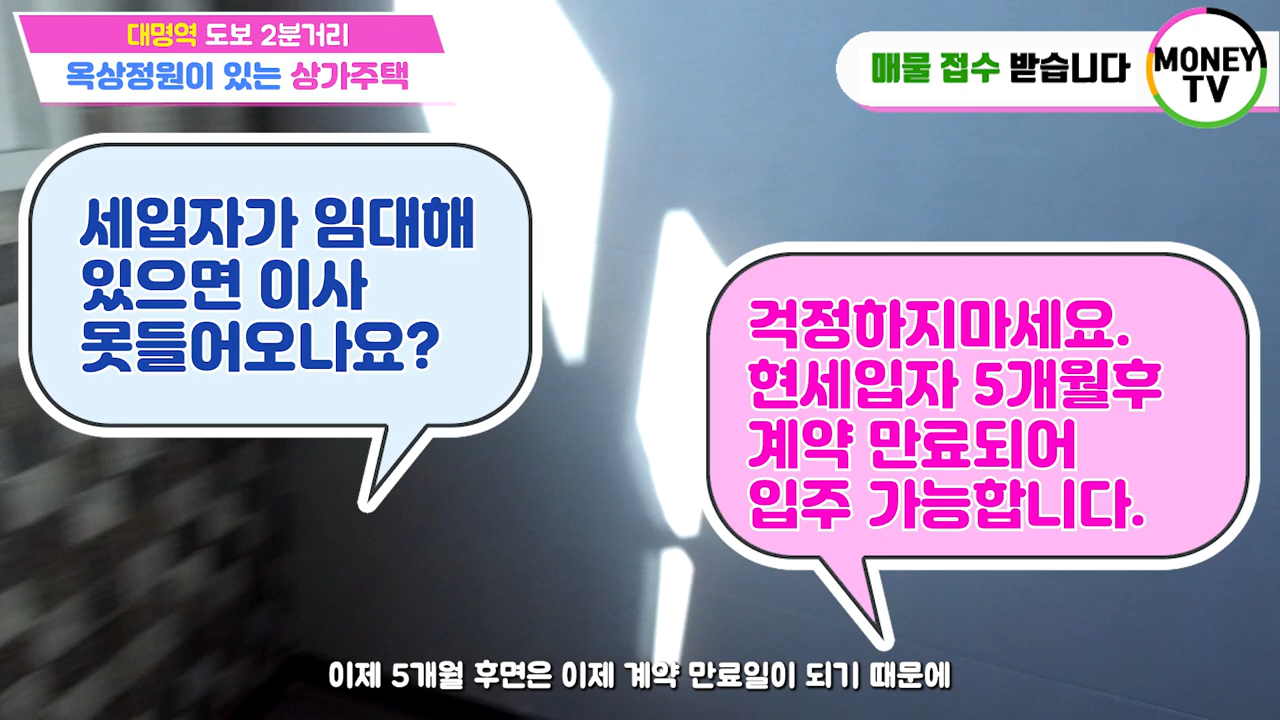 대명역 도보 2분거리
옥상정원이 있는 상가주택
매물 접수 받습니다
MONEY
TV
세입자가 임대해
있으면 이사
못들어오나요?
걱정하지마세요.
현세입자 5개월후
계약 만료되어
입주 가능합니다.
이제 5개월 후면은 이제 계약 만료일이 되기 때문에